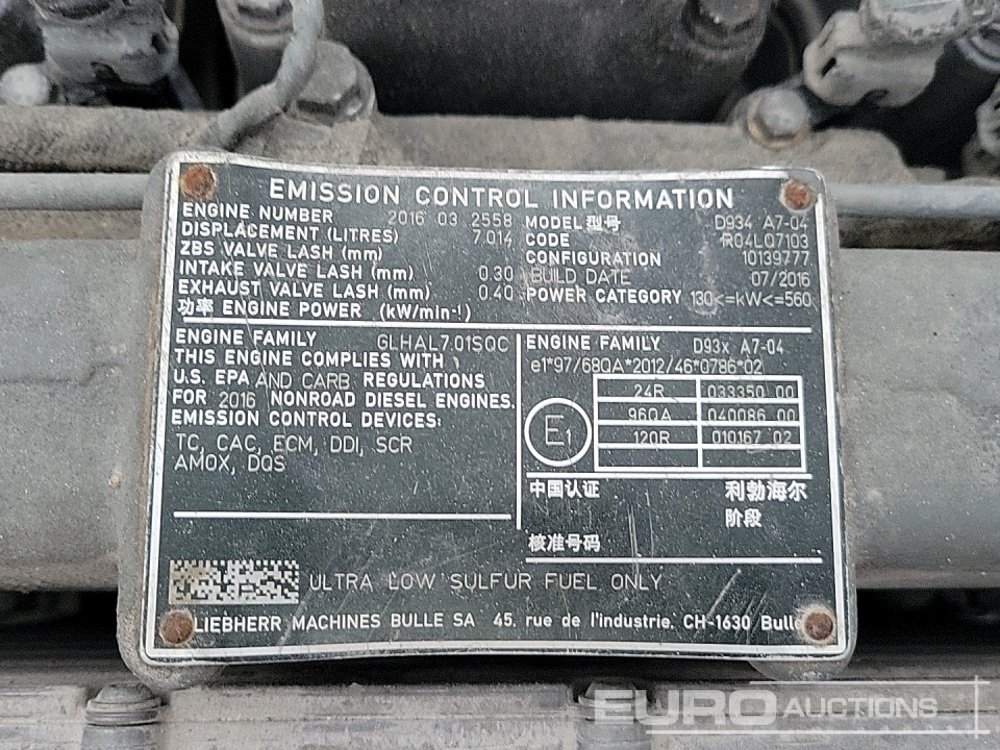 EMISSION CONTROL INFORMATION
ENGINE NUMBER 2016 03 2558
DISPLACEMENT (LITRES) 7.014
ZBS VALVE LASH (mm)
INTAKE VALVE LASH (mm) 0.30
EXHAUST VALVE LASH (mm) 0.40
功率 ENGINE POWER (kW/min-¹)
MODEL 型号 D934 A7-04
CODE R04LQ7103
CONFIGURATION 10139777
BUILD DATE 07/2016
POWER CATEGORY 130<=kW<=560
ENGINE FAMILY GLHAL7.01SQC
THIS ENGINE COMPLIES WITH
U.S. EPA AND CARB REGULATIONS
FOR 2016 NONROAD DIESEL ENGINES.
EMISSION CONTROL DEVICES:
TC, CAC, ECM, DDI, SCR
AMOX, DQS
ENGINE FAMILY D93x A7-04
e1*97/68QA*2012/46*0786*02
E1
24R 033350 00
96QA 040086 00
120R 010167 02
中国认证 利勃海尔
阶段
核准号码
ULTRA LOW SULFUR FUEL ONLY
LIEBHERR MACHINES BULLE SA 45, rue de l'industrie, CH-1630 Bulle
EURO AUCTIONS